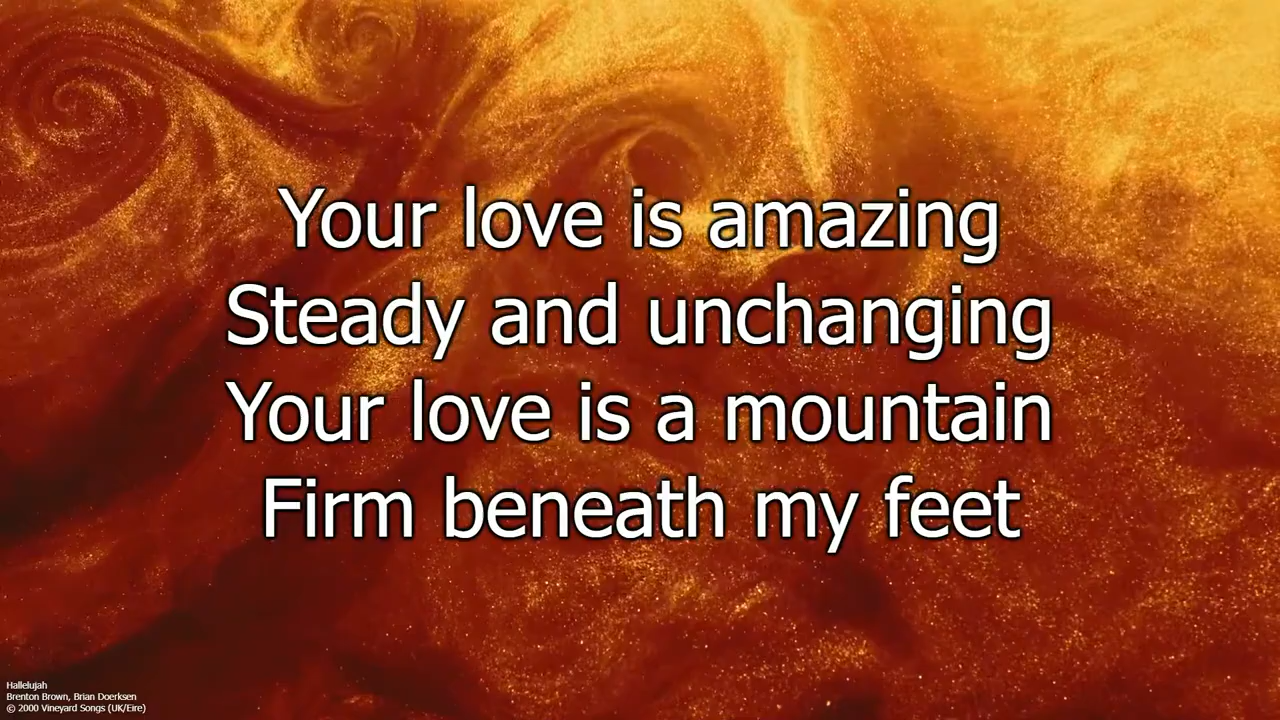 Your love is amazing
Steady and unchanging
Your love is a mountain
Firm beneath my feet
Hallelujah
Brenton Brown, Brian Doerksen
© 2000 Vineyard Songs (UK/Eire)